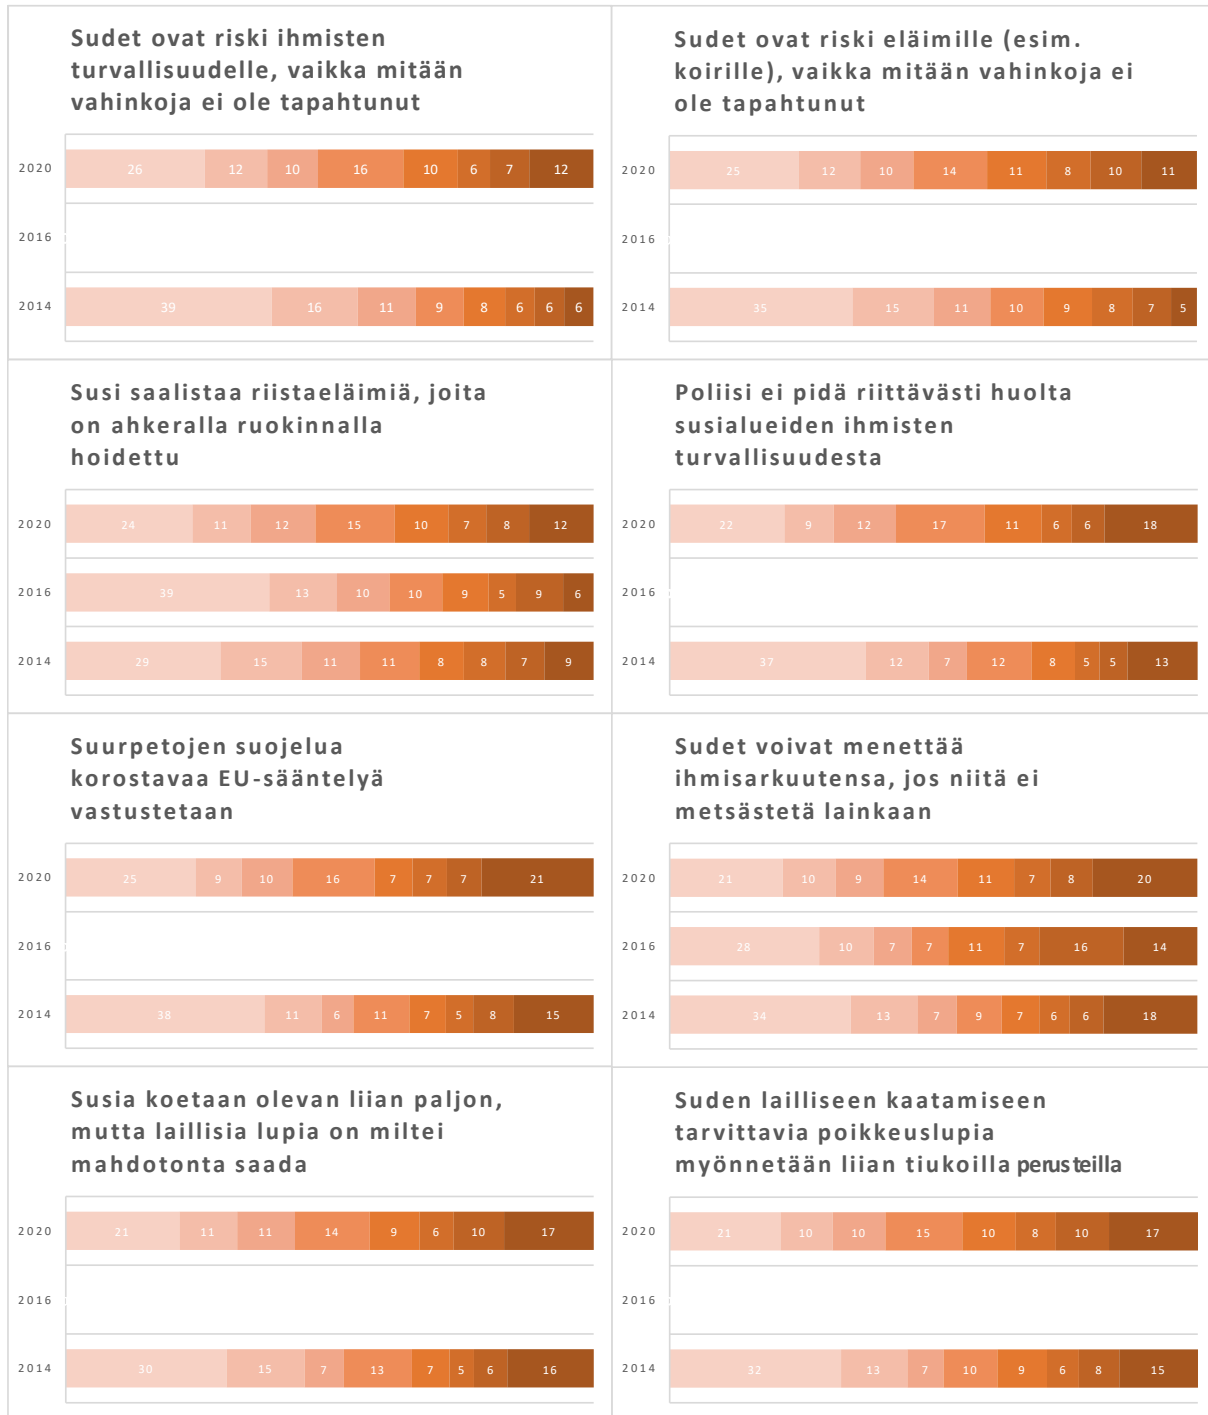 Sudet ovat riski ihmisten
turvallisuudelle, vaikka mitään
vahinkoja ei ole tapahtunut
2020 26 12 10 16 10 6 7 12
2016
2014 39 16 11 9 8 6 6 6
Sudet ovat riski eläimille (esim.
koirille), vaikka mitään vahinkoja ei
ole tapahtunut
2020 25 12 10 14 11 8 10 11
2016
2014 35 15 11 10 9 8 7 5
Susi saalistaa riistaeläimiä, joita
on ahkeralla ruokinnalla
hoidettu
2020 24 11 12 15 10 7 8 12
2016 39 13 10 10 9 5 9 6
2014 29 15 11 11 8 8 7 9
Poliisi ei pidä riittävästi huolta
susialueiden ihmisten
turvallisuudesta
2020 22 9 12 17 11 6 6 18
2016
2014 37 12 7 12 8 5 5 13
Suurpetojen suojelua
korostavaa EU-sääntelyä
vastustetaan
2020 25 9 10 16 7 7 7 21
2016
2014 38 11 6 11 7 5 8 15
Sudet voivat menettää
ihmisarkuutensa, jos niitä ei
metsästetä lainkaan
2020 21 10 9 14 11 7 8 20
2016 28 10 7 7 11 7 16 14
2014 34 13 7 9 7 6 6 18
Susia koetaan olevan liian paljon,
mutta laillisia lupia on miltei
mahdotonta saada
2020 21 11 11 14 9 6 10 17
2016
2014 30 15 7 13 7 5 6 16
Suden lailliseen kaatamiseen
tarvittavia poikkeuslupia
myönnetään liian tiukoilla perusteilla
2020 21 10 10 15 10 8 10 17
2016
2014 32 13 7 10 9 6 8 15